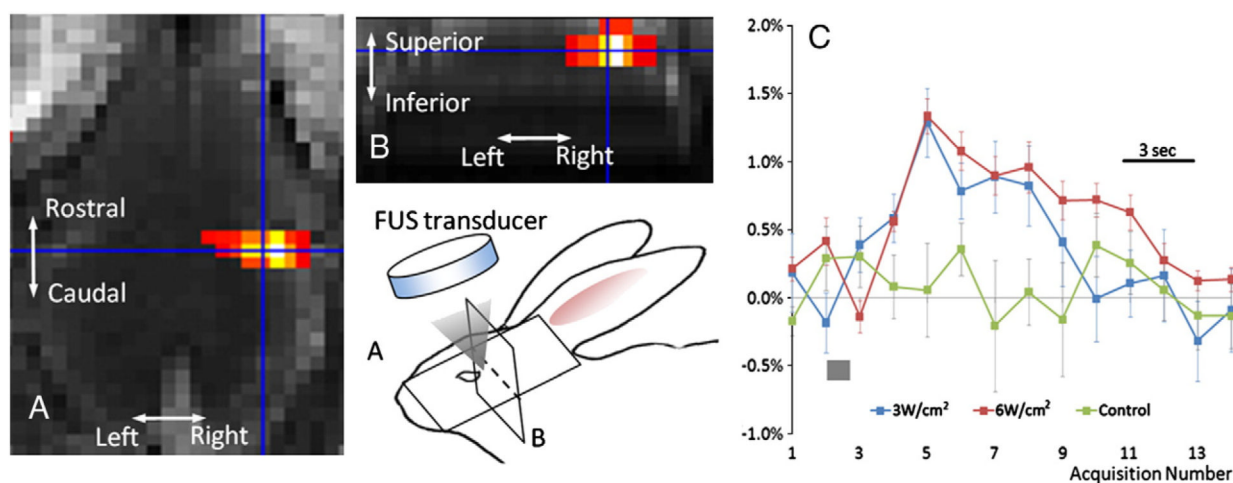 Rostral
Caudal
A
Left Right
Superior
Inferior
B
Left Right
FUS transducer
A
B
C
2.0%
1.5%
1.0%
0.5%
0.0%
-0.5%
-1.0%
3 sec
3W/cm² 6W/cm² Control
1 3 5 7 9 11 13
Acquisition Number